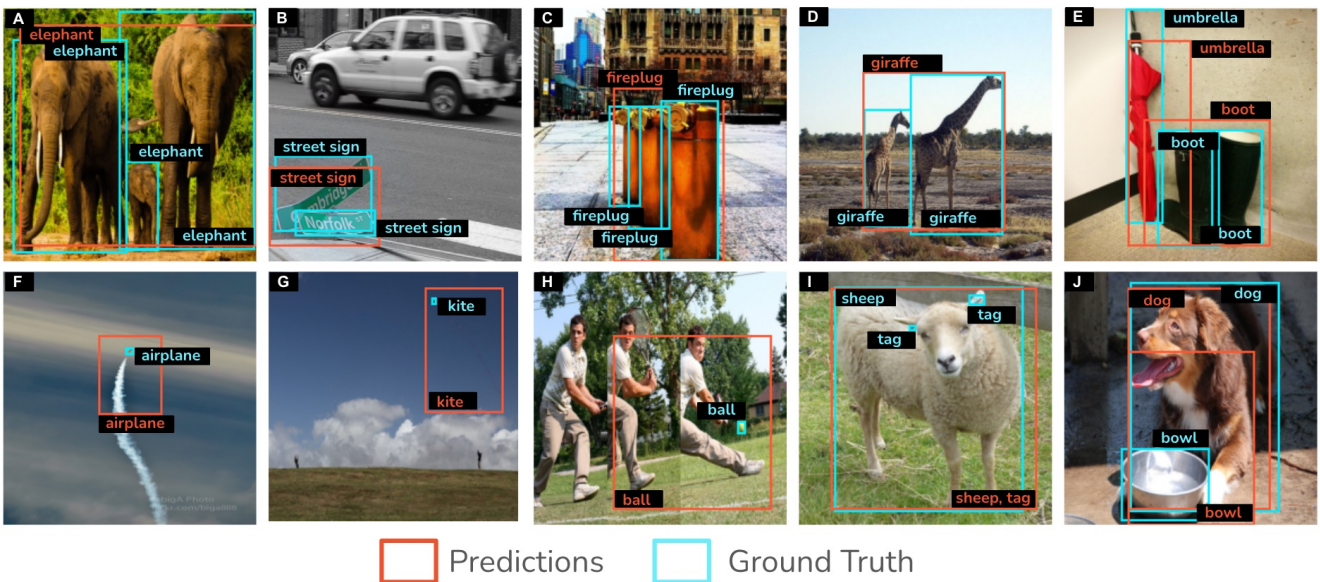 A
elephant
elephant
elephant
elephant
B
street sign
street sign
street sign
Norfolk ST
C
fireplug
fireplug
fireplug
fireplug
D
giraffe
giraffe
giraffe
E
umbrella
umbrella
boot
boot
boot
F
airplane
airplane
G
kite
kite
H
ball
ball
I
sheep
tag
tag
sheep, tag
J
dog
dog
bowl
bowl
Predictions
Ground Truth